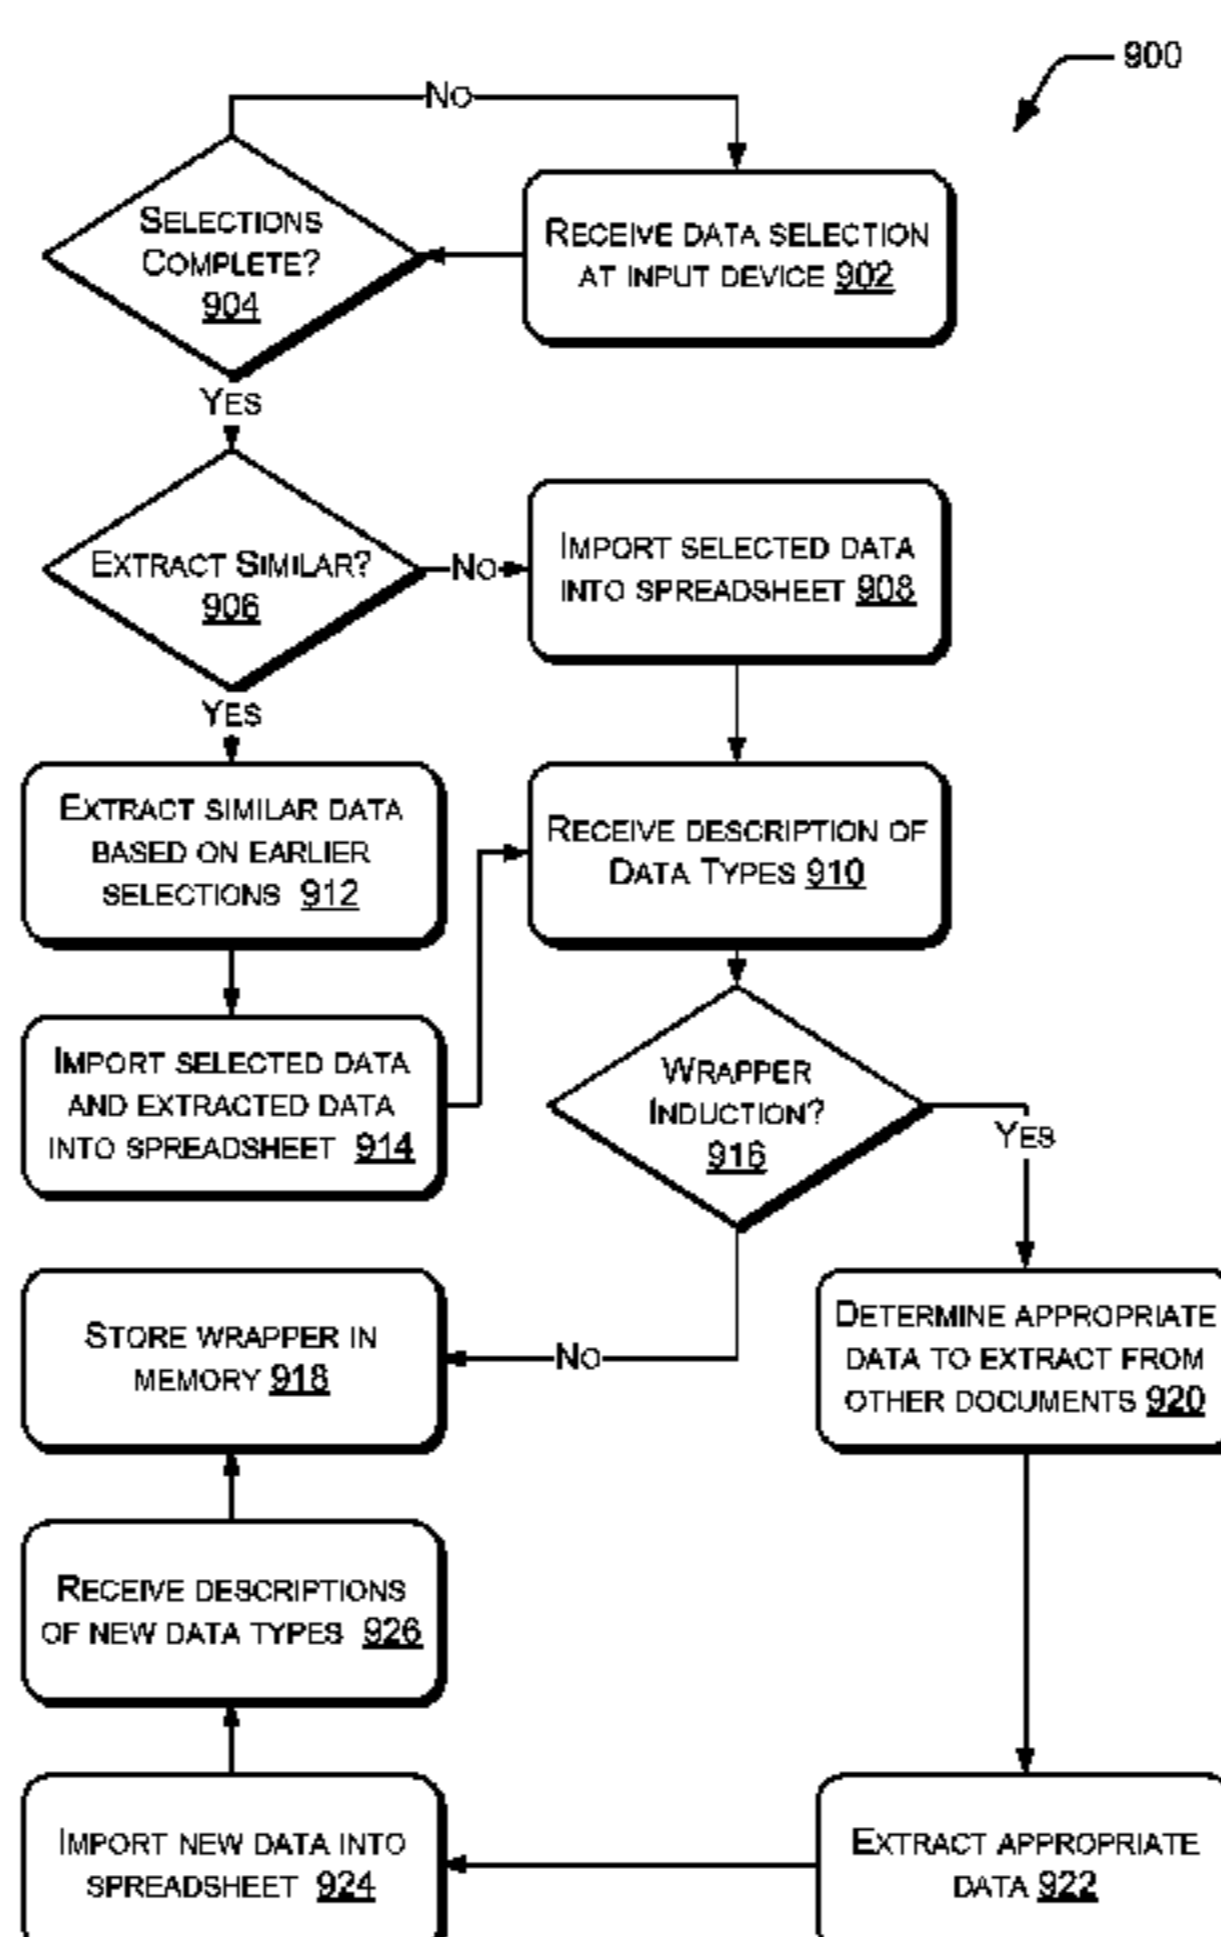 900
No
SELECTIONS
COMPLETE?
904
RECEIVE DATA SELECTION
AT INPUT DEVICE 902
YES
EXTRACT SIMILAR?
906
No
IMPORT SELECTED DATA
INTO SPREADSHEET 908
YES
EXTRACT SIMILAR DATA
BASED ON EARLIER
SELECTIONS 912
RECEIVE DESCRIPTION OF
DATA TYPES 910
IMPORT SELECTED DATA
AND EXTRACTED DATA
INTO SPREADSHEET 914
WRAPPER
INDUCTION?
916
YES
STORE WRAPPER IN
MEMORY 918
No
DETERMINE APPROPRIATE
DATA TO EXTRACT FROM
OTHER DOCUMENTS 920
RECEIVE DESCRIPTIONS
OF NEW DATA TYPES 926
IMPORT NEW DATA INTO
SPREADSHEET 924
EXTRACT APPROPRIATE
DATA 922